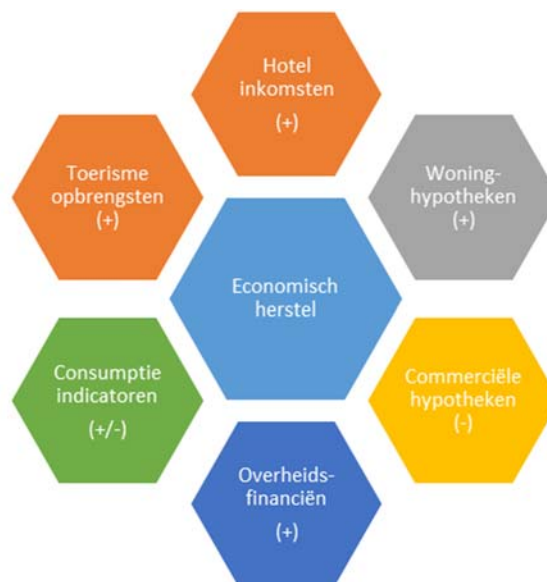 Hotel
inkomsten
(+)
Toerisme
opbrengsten
(+)
Woning-
hypotheken
(+)
Economisch
herstel
Consumptie
indicatoren
(+/-)
Commerciële
hypotheken
(-)
Overheids-
financiën
(+)